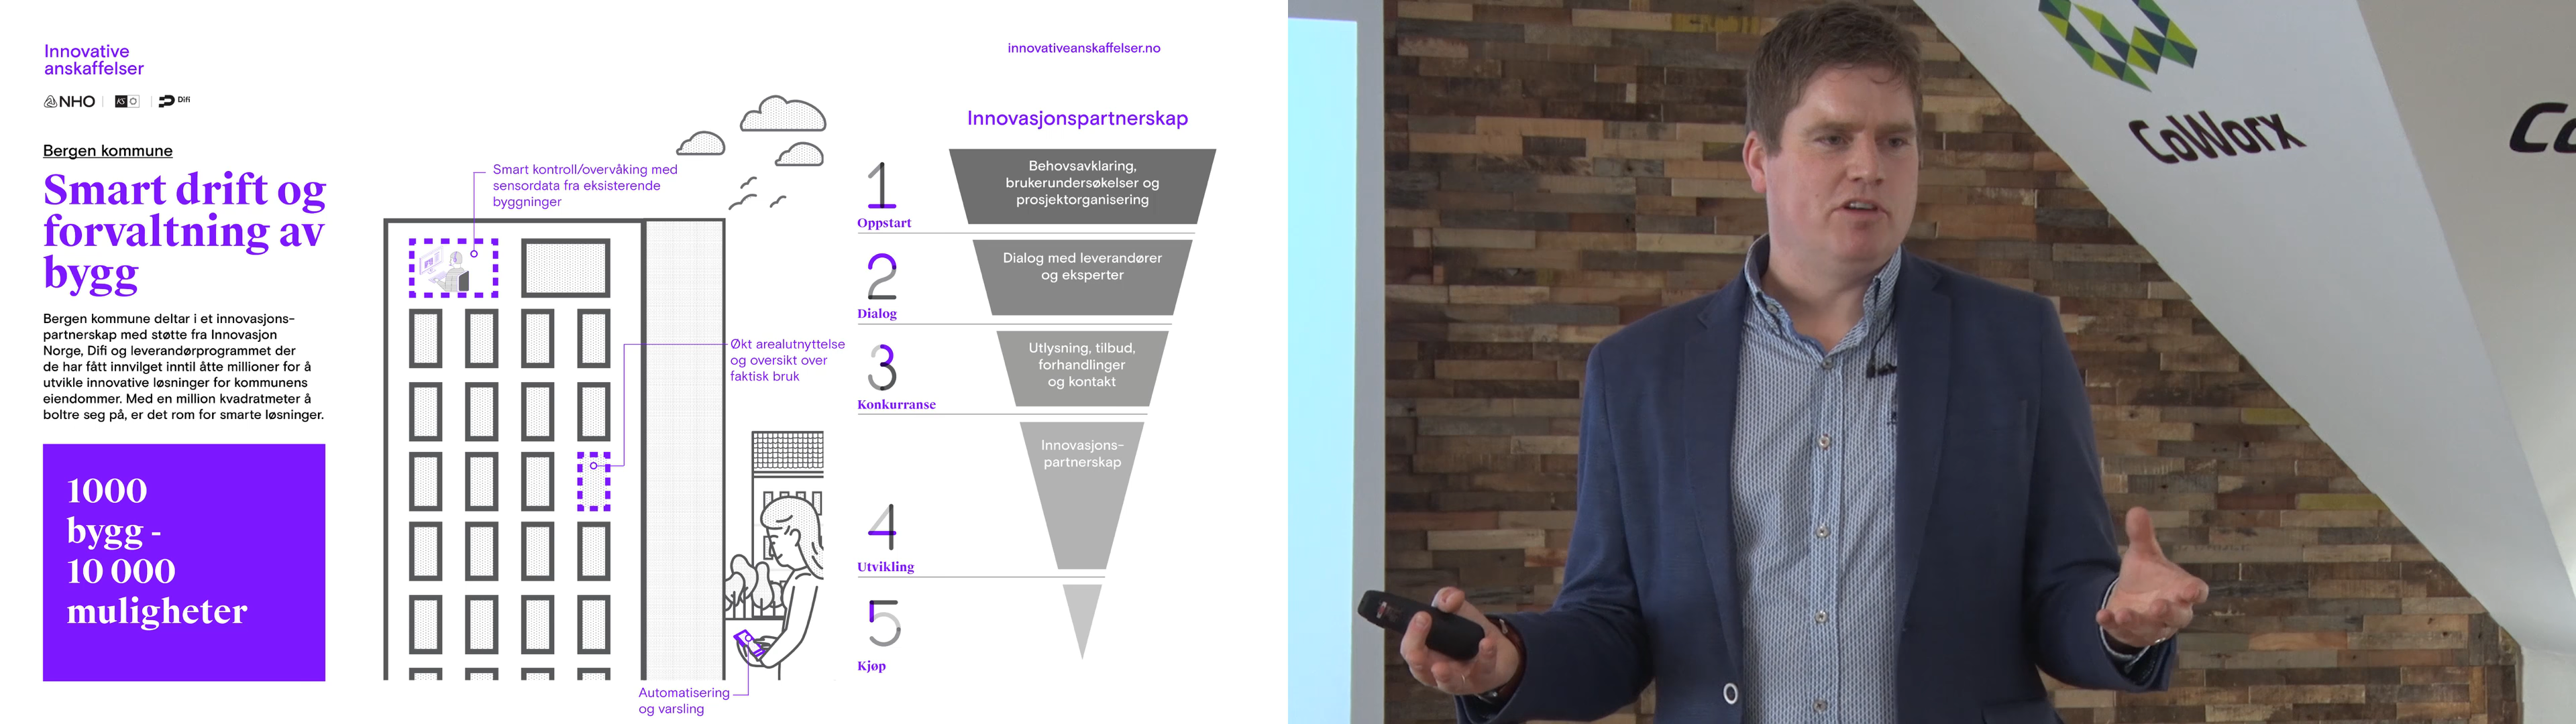 Innovative
anskaffelser
NHO
KS
Difi
innovativeanskaffelser.no
Bergen kommune
Smart drift og
forvaltning av
bygg
Bergen kommune deltar i et innovasjons-
partnerskap med støtte fra Innovasjon
Norge, Difi og leverandørprogrammet der
de har fått innvilget inntil åtte millioner for å
utvikle innovative løsninger for kommunens
eiendommer. Med en million kvadratmeter å
boltre seg på, er det rom for smarte løsninger.
1000
bygg -
10 000
muligheter
Smart kontroll/overvåking med
sensordata fra eksisterende
byggninger
Økt arealutnyttelse
og oversikt over
faktisk bruk
Automatisering
og varsling
Innovasjonspartnerskap
1
Oppstart
Behovsavklaring,
brukerundersøkelser og
prosjektorganisering
2
Dialog
Dialog med leverandører
og eksperter
3
Konkurranse
Utlysning, tilbud,
forhandlinger
og kontakt
4
Utvikling
Innovasjons-
partnerskap
5
Kjøp
CoWorx
Co